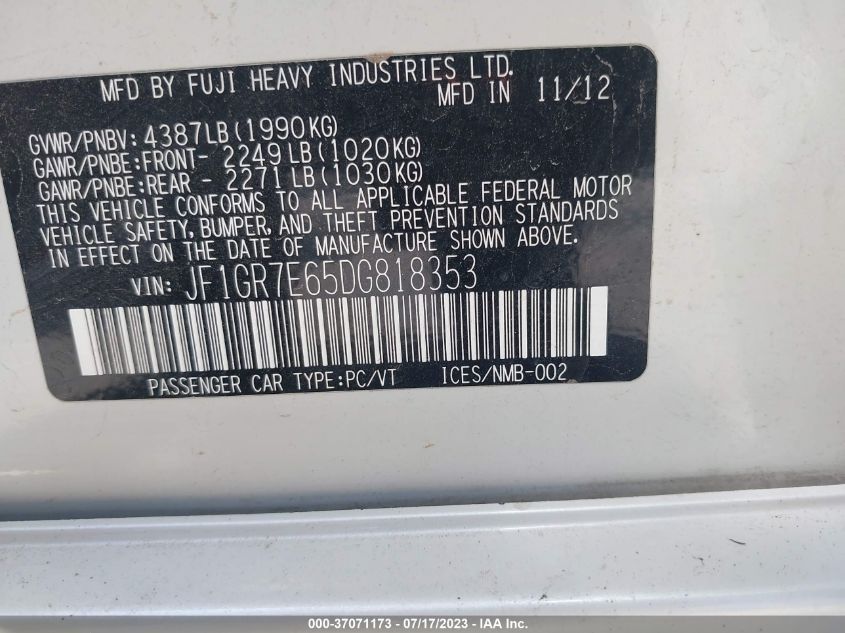 MFD BY FUJI HEAVY INDUSTRIES LTD.
MFD IN 11/12
GVWR/PNBV: 4387LB(1990KG)
GAWR/PNBE:FRONT- 2249LB(1020KG)
GAWR/PNBE:REAR - 2271LB(1030KG)
THIS VEHICLE CONFORMS TO ALL APPLICABLE FEDERAL MOTOR
VEHICLE SAFETY, BUMPER, AND THEFT PREVENTION STANDARDS
IN EFFECT ON THE DATE OF MANUFACTURE SHOWN ABOVE.
VIN: JF1GR7E65DG818353
PASSENGER CAR TYPE:PC/VT ICES/NMB-002
000-37071173 - 07/17/2023 - IAA Inc.